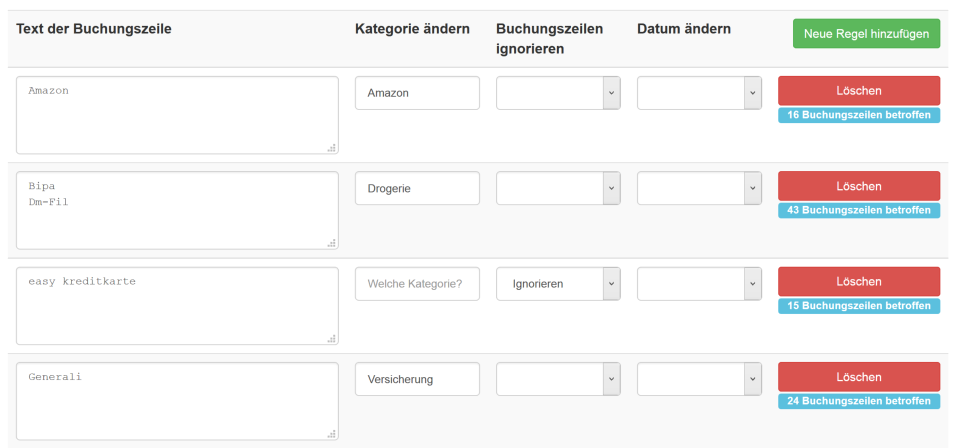 Text der Buchungszeile
Kategorie ändern
Buchungszeilen
ignorieren
Datum ändern
Neue Regel hinzufügen
Amazon
Amazon
Löschen
16 Buchungszeilen betroffen
Bipa
Dm-Fil
Drogerie
Löschen
43 Buchungszeilen betroffen
easy kreditkarte
Welche Kategorie?
Ignorieren
Löschen
15 Buchungszeilen betroffen
Generali
Versicherung
Löschen
24 Buchungszeilen betroffen